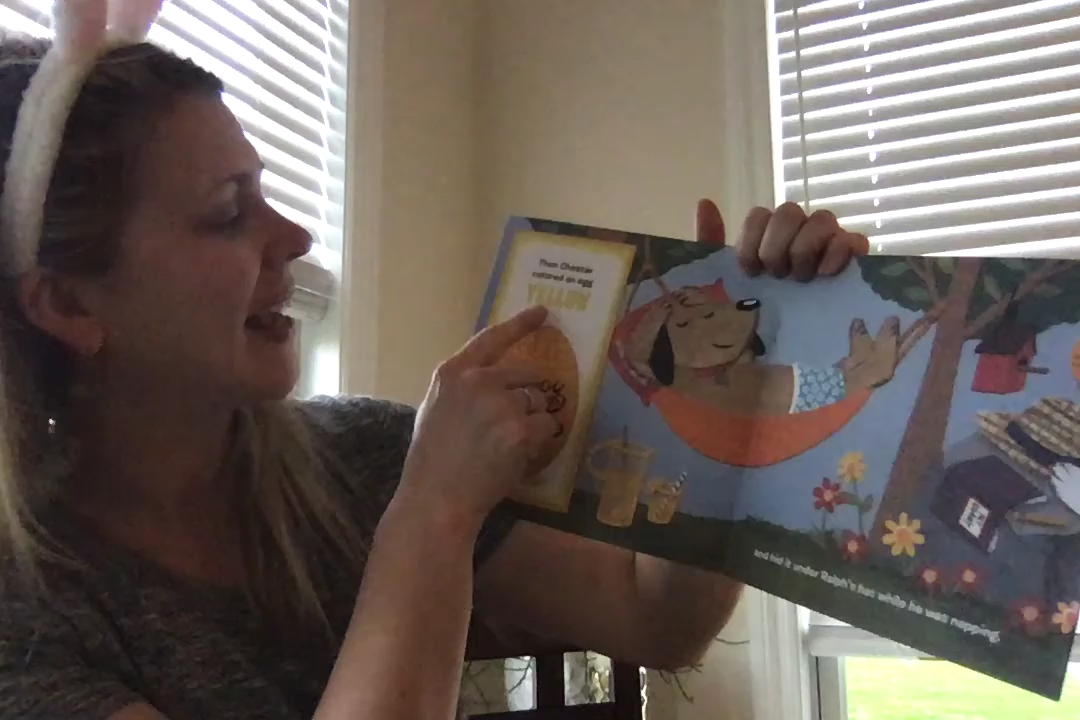 Then Chester
colored an egg
YELLOW
and hid it under Ralph's hat while he was napping.